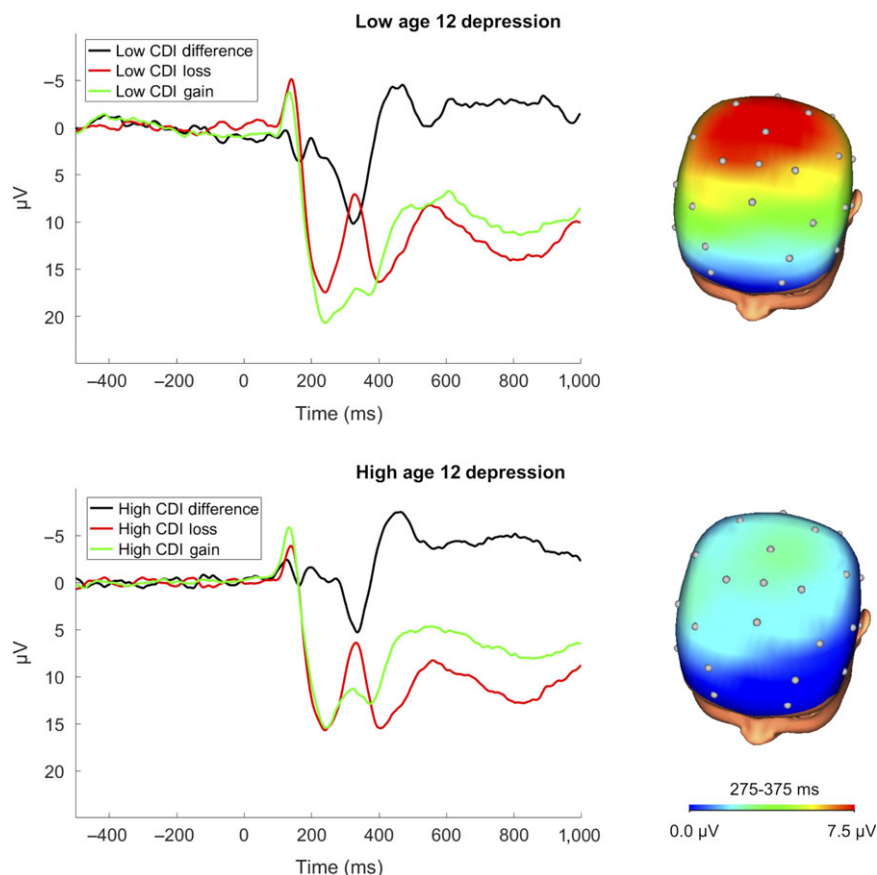 Low age 12 depression
Low CDI difference
Low CDI loss
Low CDI gain
–5
0
5
10
15
20
µV
–400 –200 0 200 400 600 800 1,000
Time (ms)
High age 12 depression
High CDI difference
High CDI loss
High CDI gain
-5
0
5
10
15
20
µV
–400 –200 0 200 400 600 800 1,000
Time (ms)
275-375 ms
0.0 µV 7.5 µV